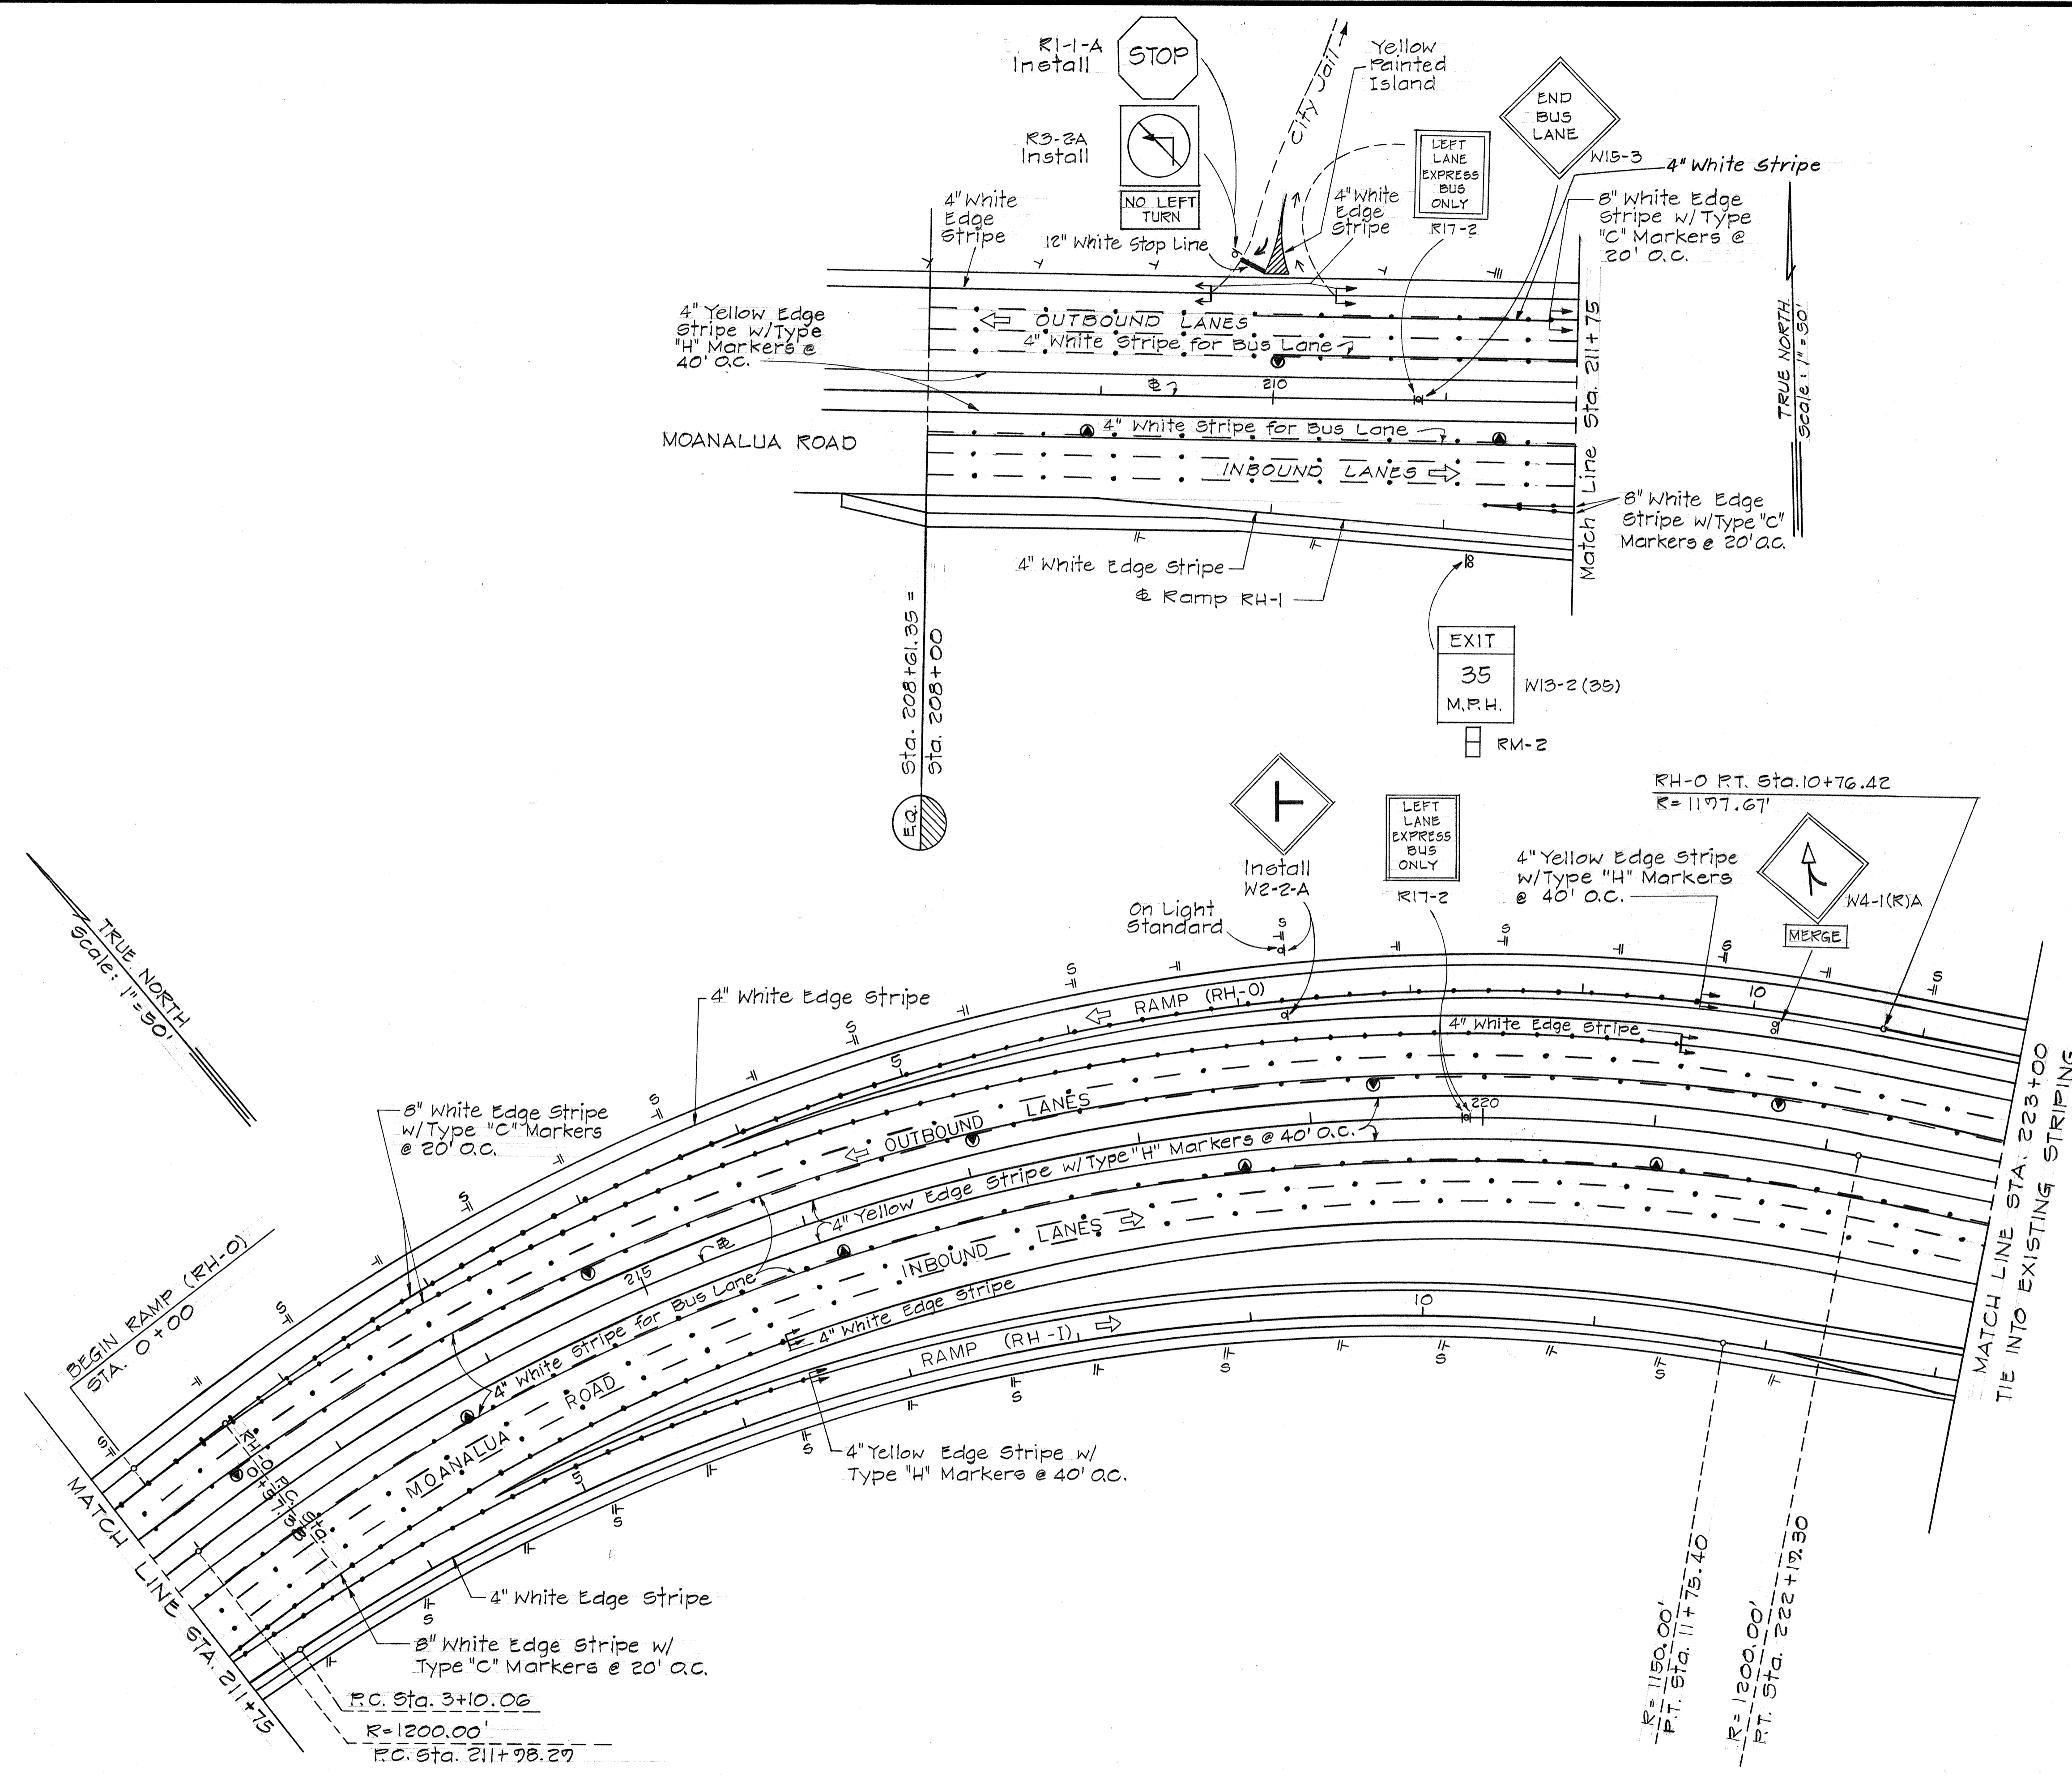 R1-1-A
Install
STOP
R3-2-A
Install
NO LEFT
TURN
City Jail
Yellow
Painted
Island
END
BUS
LANE
W15-3
4" White Stripe
LEFT
LANE
EXPRESS
BUS
ONLY
R17-2
4" White
Edge
Stripe
12" White Stop Line
4" White
Edge
Stripe
8" White Edge
Stripe w/ Type
"C" Markers @
20' O.C.
4" Yellow Edge
Stripe w/Type
"H" Markers @
40' O.C.
OUTBOUND LANES
4" White Stripe for Bus Lane
210
TRUE NORTH
Scale: 1"=50'
MOANALUA ROAD
4" White Stripe for Bus Lane
INBOUND LANES
Match Line Sta. 211+75
8" White Edge
Stripe w/Type "C"
Markers @ 20' O.C.
4" White Edge Stripe
℄ Ramp RH-1
Sta. 208+61.35 =
Sta. 208+00
EQ.
EXIT
35
M.P.H.
W13-2(35)
RM-2
Install
W2-2-A
On Light
Standard
LEFT
LANE
EXPRESS
BUS
ONLY
R17-2
RH-0 P.T. Sta. 10+76.42
R=1177.67'
4" Yellow Edge Stripe
w/Type "H" Markers
@ 40' O.C.
W4-1(R)A
MERGE
TRUE NORTH
Scale: 1"=50'
4" White Edge Stripe
RAMP (RH-0)
10
4" White Edge Stripe
5
8" White Edge Stripe
w/Type "C" Markers
@ 20' O.C.
OUTBOUND LANES
220
4" Yellow Edge Stripe w/Type "H" Markers @ 40' O.C.
℄
215
4" White Stripe for Bus Lane
INBOUND LANES
4" White Edge Stripe
RAMP (RH-1)
10
BEGIN RAMP (RH-0)
STA. 0+00
RH-0 P.C. Sta.
0+97.38
MOANALUA ROAD
5
4" Yellow Edge Stripe w/
Type "H" Markers @ 40' O.C.
4" White Edge Stripe
8" White Edge Stripe w/
Type "C" Markers @ 20' O.C.
MATCH LINE STA. 211+75
P.C. Sta. 3+10.06
R=1200.00'
P.C. Sta. 211+98.27
R=1150.00'
P.T. Sta. 11+75.40
R=1200.00'
P.T. Sta. 222+17.30
MATCH LINE STA. 223+00
TIE INTO EXISTING STRIPING